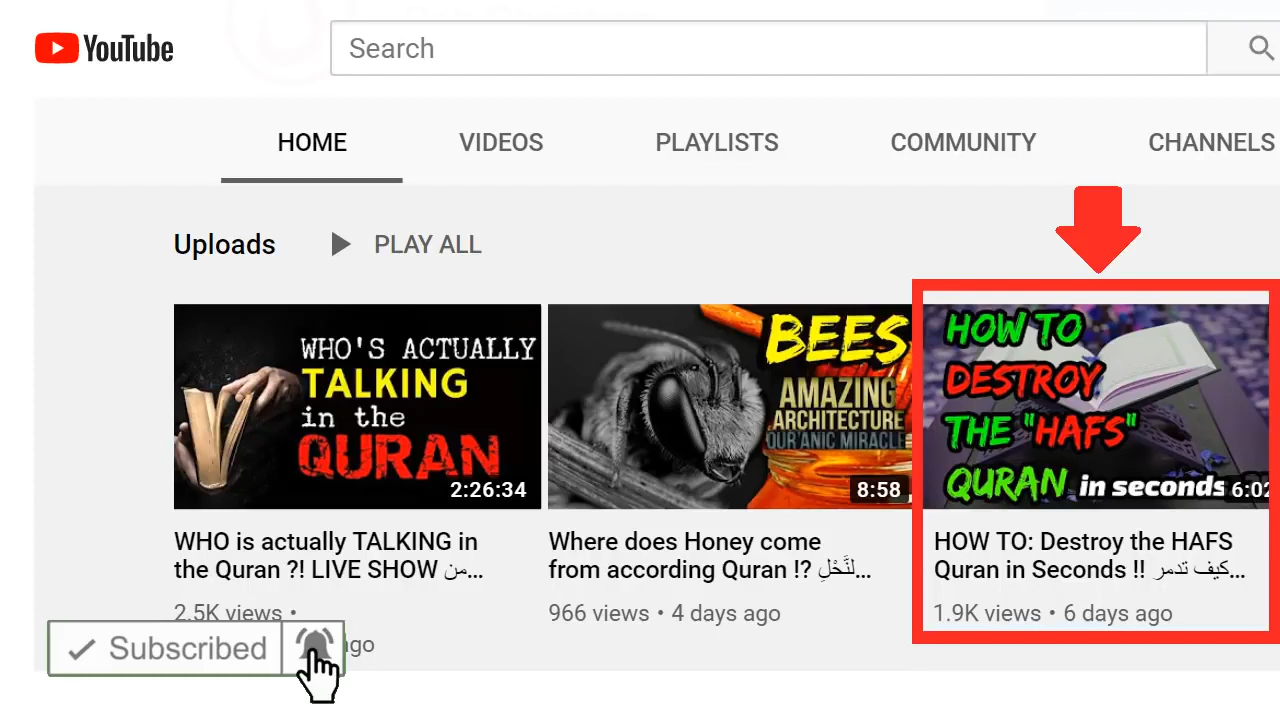 YouTube
Search
HOME VIDEOS PLAYLISTS COMMUNITY CHANNELS
Uploads PLAY ALL
WHO'S ACTUALLY
TALKING
in the
QURAN
2:26:34
BEES
AMAZING
ARCHITECTURE
QUR'ANIC MIRACLE
8:58
HOW TO
DESTROY
THE "HAFS"
QURAN in seconds
6:02
WHO is actually TALKING in
the Quran ?! LIVE SHOW من...
2.5K views •
ago
Where does Honey come
from according Quran !? لنَّحْلِ...
966 views • 4 days ago
HOW TO: Destroy the HAFS
Quran in Seconds !! كيف تدمر...
1.9K views • 6 days ago
Subscribed